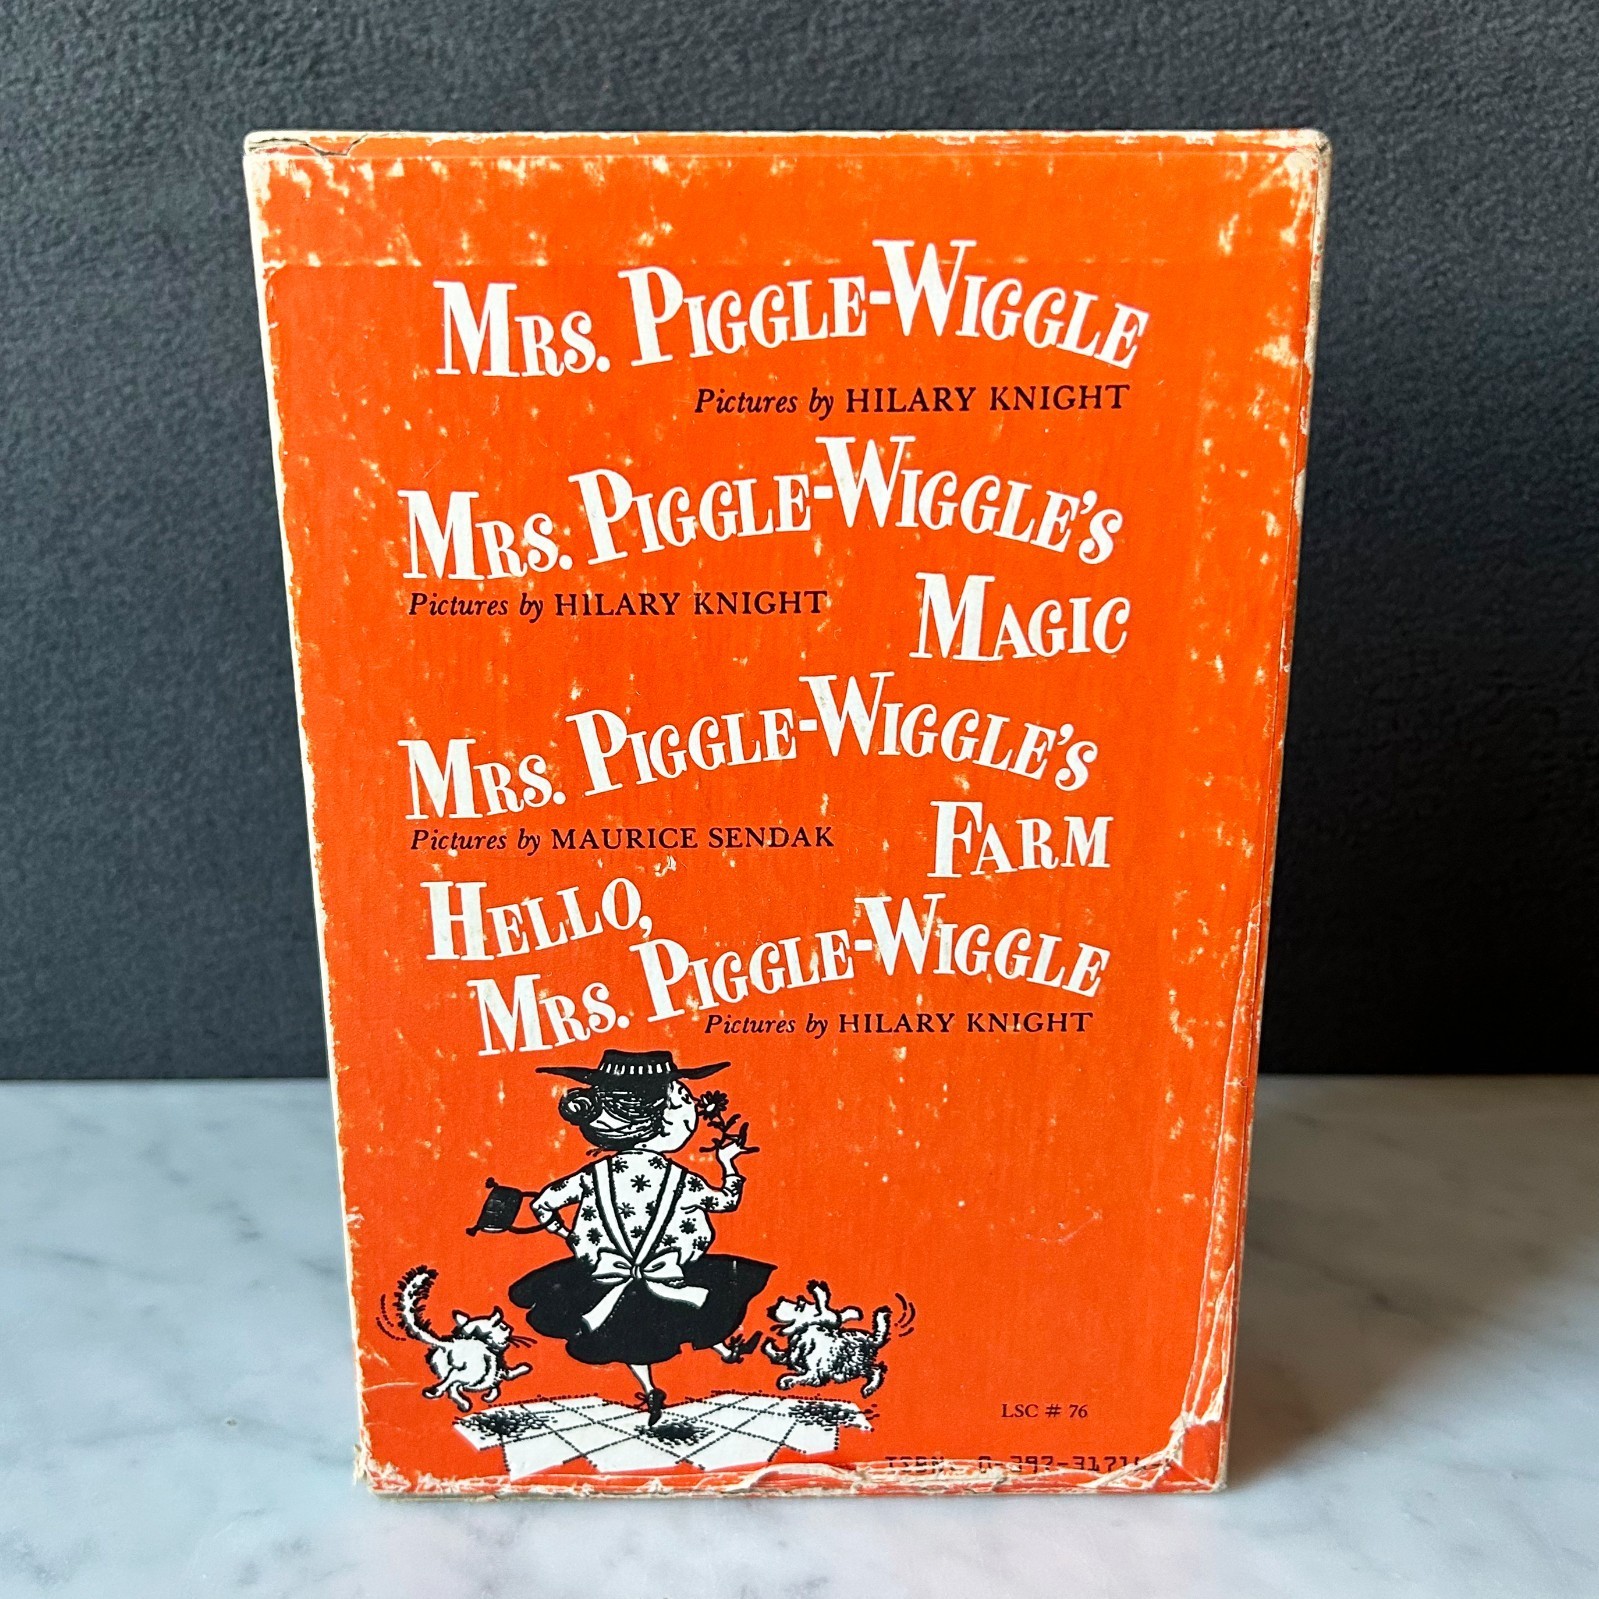 MRS. PIGGLE-WIGGLE
Pictures by HILARY KNIGHT
MRS. PIGGLE-WIGGLE'S
MAGIC
Pictures by HILARY KNIGHT
MRS. PIGGLE-WIGGLE'S
FARM
Pictures by MAURICE SENDAK
HELLO,
MRS. PIGGLE-WIGGLE
Pictures by HILARY KNIGHT
LSC # 76
ISBN: